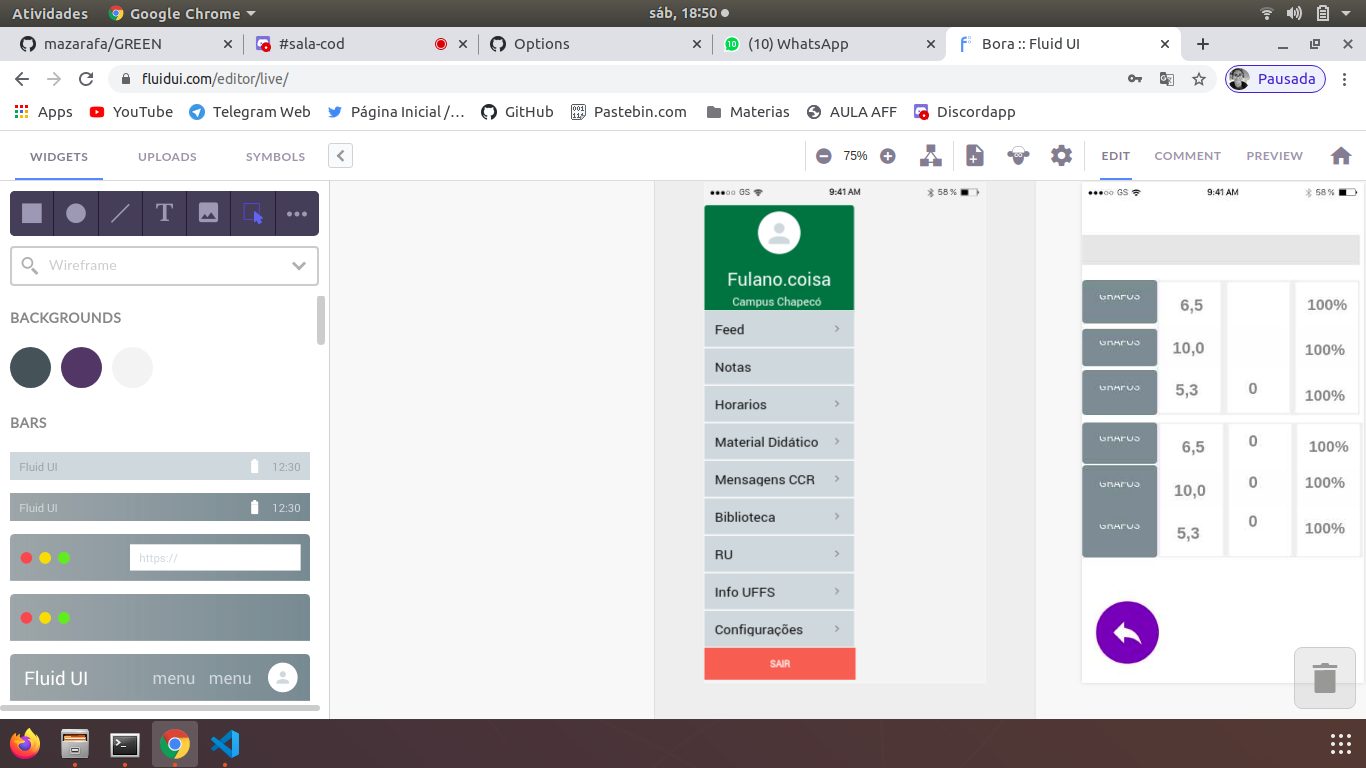 Atividades Google Chrome sáb, 18:50
mazarafa/GREEN #sala-cod Options (10) WhatsApp Bora :: Fluid UI
fluidui.com/editor/live/ Pausada
Apps YouTube Telegram Web Página Inicial /… GitHub Pastebin.com Materias AULA AFF Discordapp
WIDGETS UPLOADS SYMBOLS 75% EDIT COMMENT PREVIEW
T
Wireframe
BACKGROUNDS
BARS
Fluid UI 12:30
Fluid UI 12:30
https://
Fluid UI menu menu
GS 9:41 AM 58 %
Fulano.coisa
Campus Chapecó
Feed
Notas
Horarios
Material Didático
Mensagens CCR
Biblioteca
RU
Info UFFS
Configurações
SAIR
GS 9:41 AM 58 %
GRAFOS 6,5 100%
GRAFOS 10,0 100%
GRAFOS 5,3 0 100%
GRAFOS 6,5 0 100%
GRAFOS 10,0 0 100%
GRAFOS 5,3 0 100%